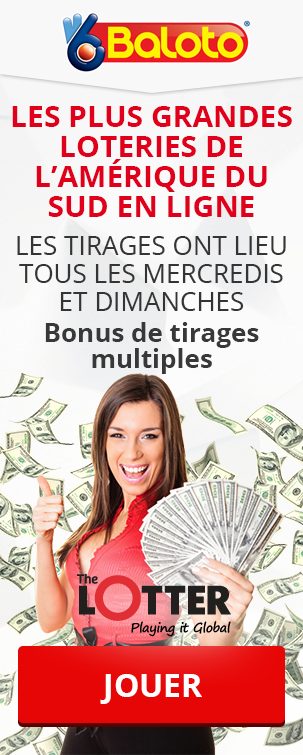 Baloto
LES PLUS GRANDES
LOTERIES DE
L'AMÉRIQUE DU
SUD EN LIGNE
LES TIRAGES ONT LIEU
TOUS LES MERCREDIS
ET DIMANCHES
Bonus de tirages
multiples
The
LOTTER
Playing it Global
JOUER